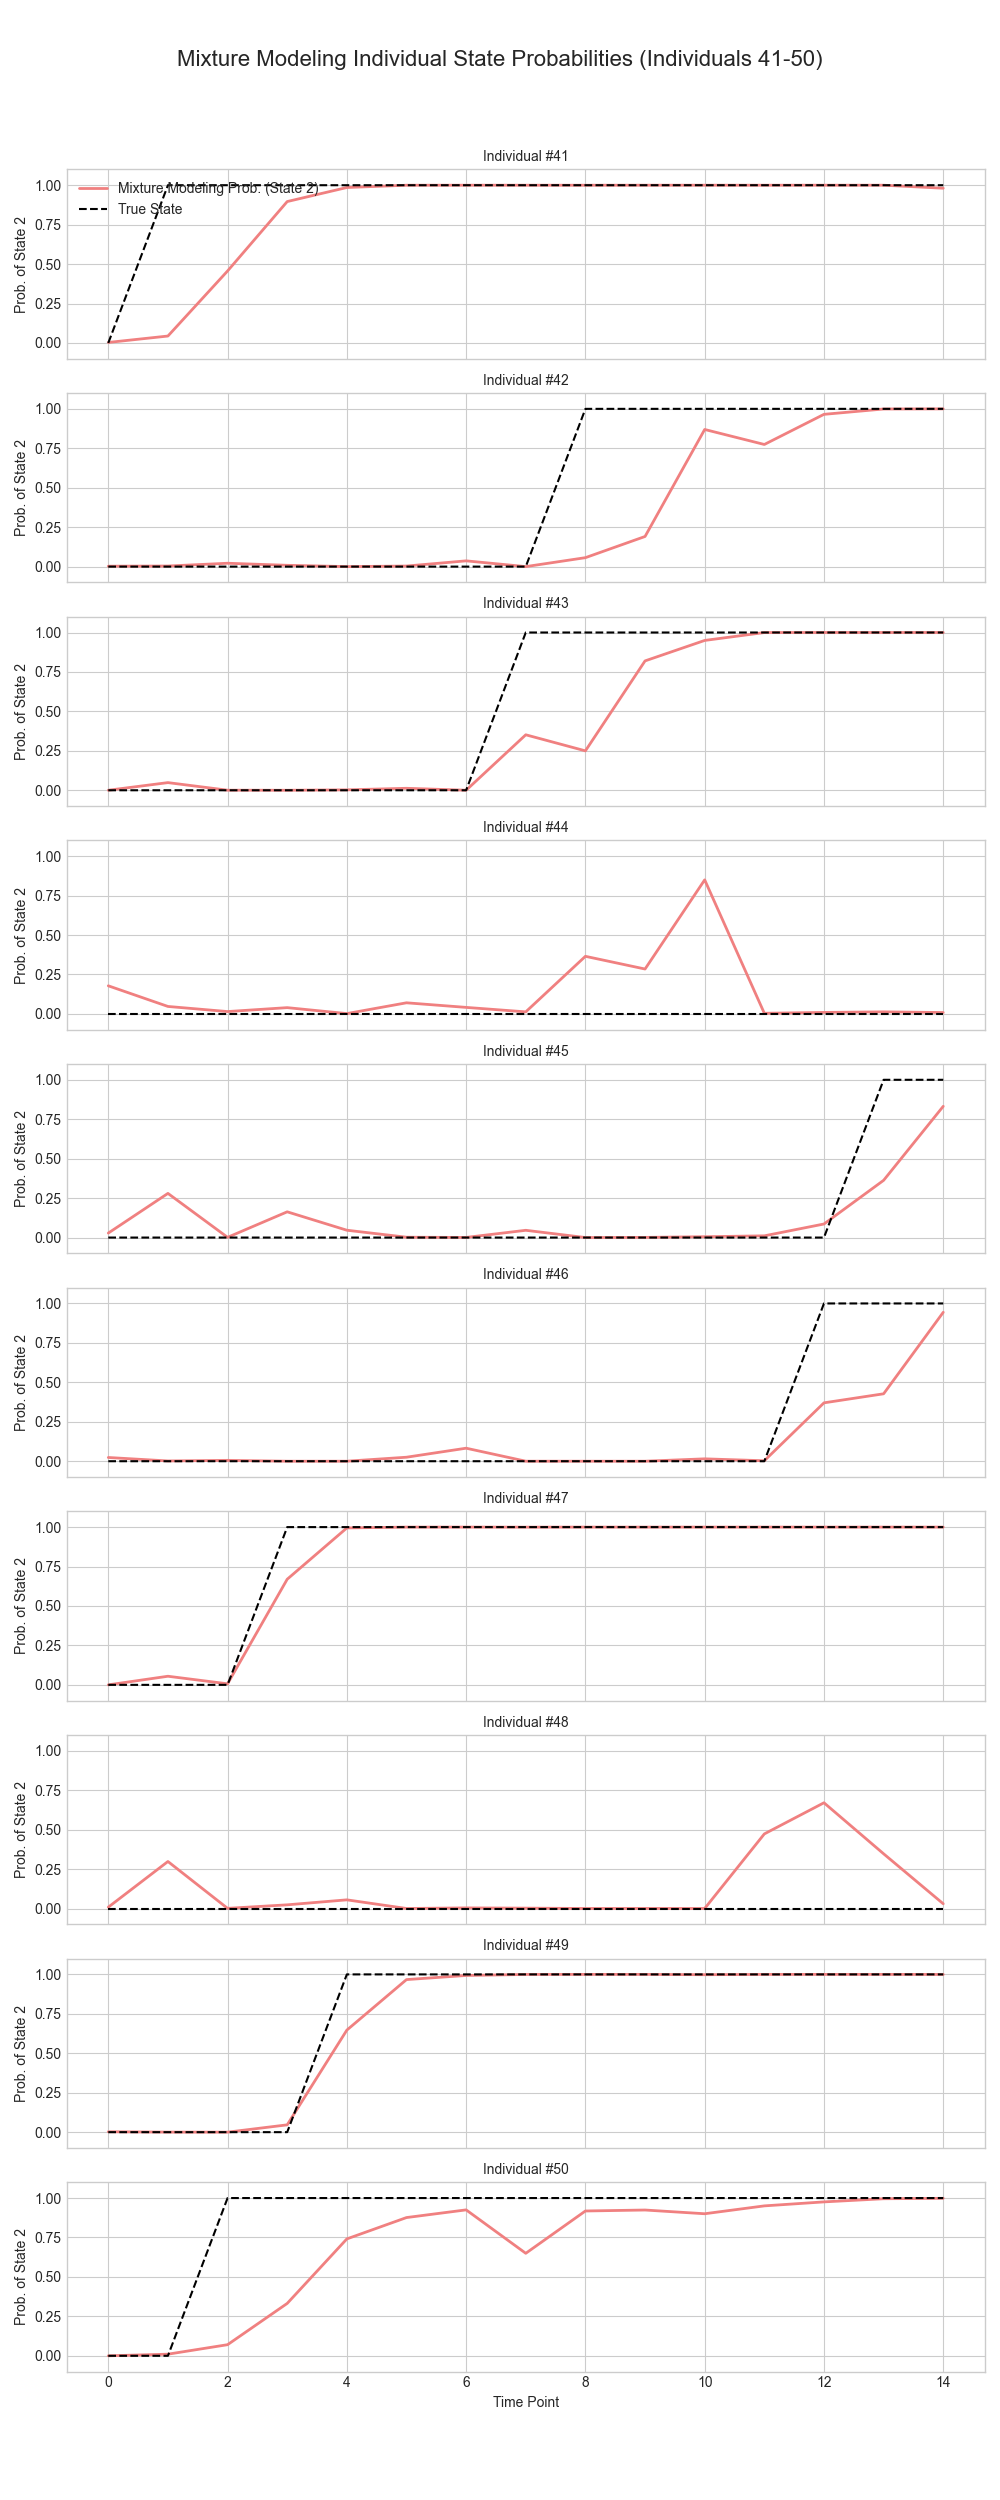 Mixture Modeling Individual State Probabilities (Individuals 41-50)
Individual #41
Mixture Modeling Prob. (State 2)
True State
Prob. of State 2
1.00
0.75
0.50
0.25
0.00
Individual #42
Prob. of State 2
1.00
0.75
0.50
0.25
0.00
Individual #43
Prob. of State 2
1.00
0.75
0.50
0.25
0.00
Individual #44
Prob. of State 2
1.00
0.75
0.50
0.25
0.00
Individual #45
Prob. of State 2
1.00
0.75
0.50
0.25
0.00
Individual #46
Prob. of State 2
1.00
0.75
0.50
0.25
0.00
Individual #47
Prob. of State 2
1.00
0.75
0.50
0.25
0.00
Individual #48
Prob. of State 2
1.00
0.75
0.50
0.25
0.00
Individual #49
Prob. of State 2
1.00
0.75
0.50
0.25
0.00
Individual #50
Prob. of State 2
1.00
0.75
0.50
0.25
0.00
0 2 4 6 8 10 12 14
Time Point